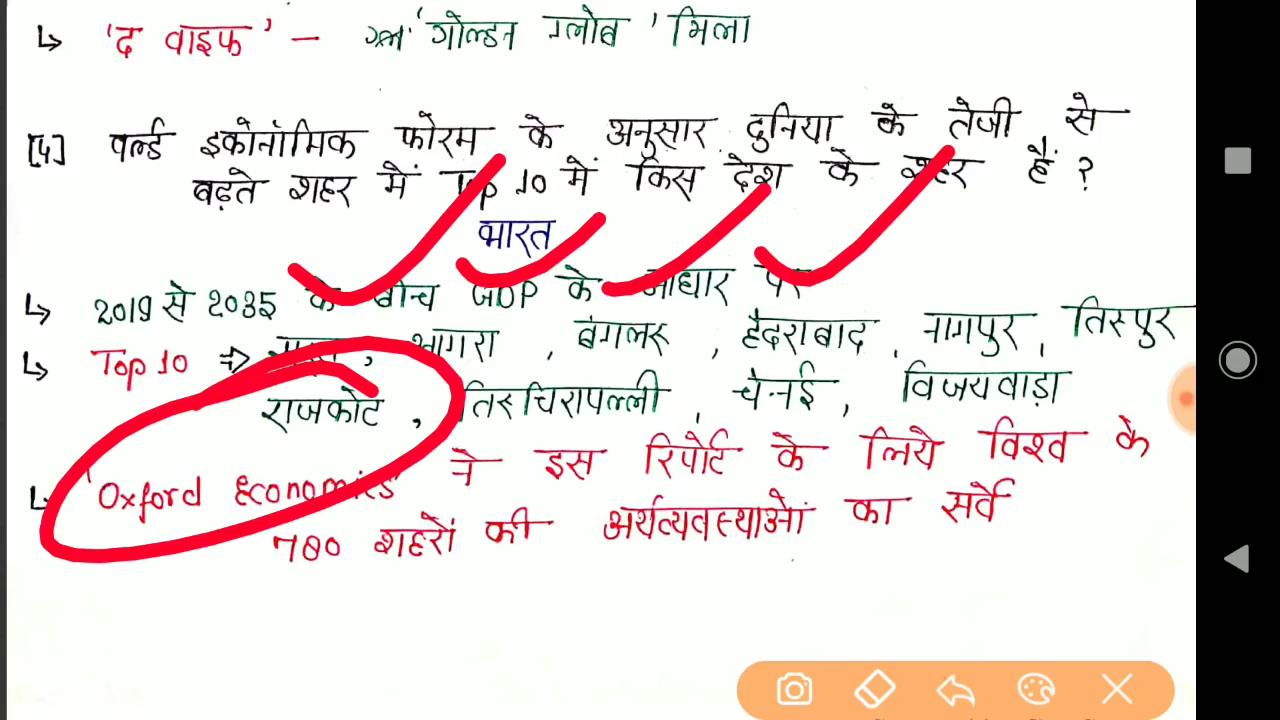 ↳ 'द वाइफ' – ग्लेन 'गोल्डन ग्लोब' मिला
[4] वर्ल्ड इकोनॉमिक फोरम के अनुसार दुनिया के तेजी से
बढ़ते शहर में Top 10 में किस देश के शहर हैं ?
भारत
↳ 2019 से 2035 के बीच GDP के आधार पर
↳ Top 10 ⇒ सूरत, आगरा, बंगलरू, हैदराबाद, नागपुर, तिरूपुर
राजकोट, तिरूचिरापल्ली, चेन्नई, विजयवाड़ा
↳ 'Oxford Economics' ने इस रिपोर्ट के लिये विश्व के
780 शहरों की अर्थव्यवस्थाओं का सर्वे